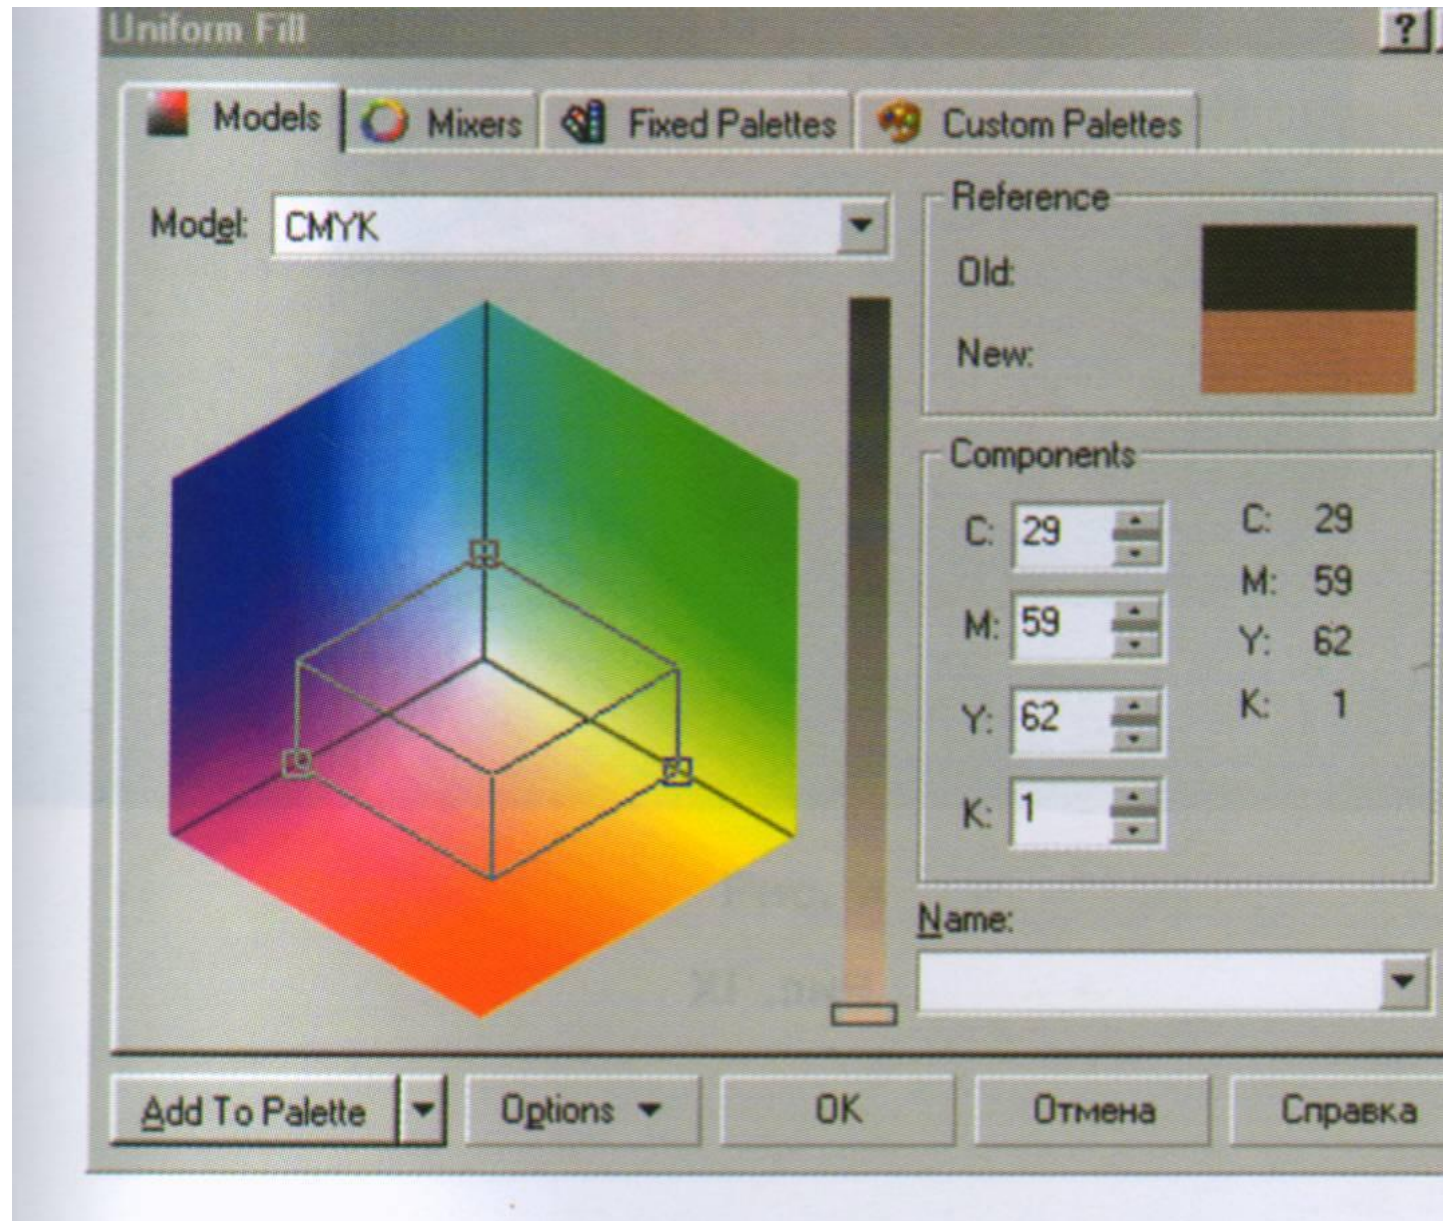 Uniform Fill ?
Models Mixers Fixed Palettes Custom Palettes
Model: CMYK
Reference
Old:
New:
Components
C: 29 C: 29
M: 59 M: 59
Y: 62 Y: 62
K: 1 K: 1
Name:
Add To Palette Options OK Отмена Справка